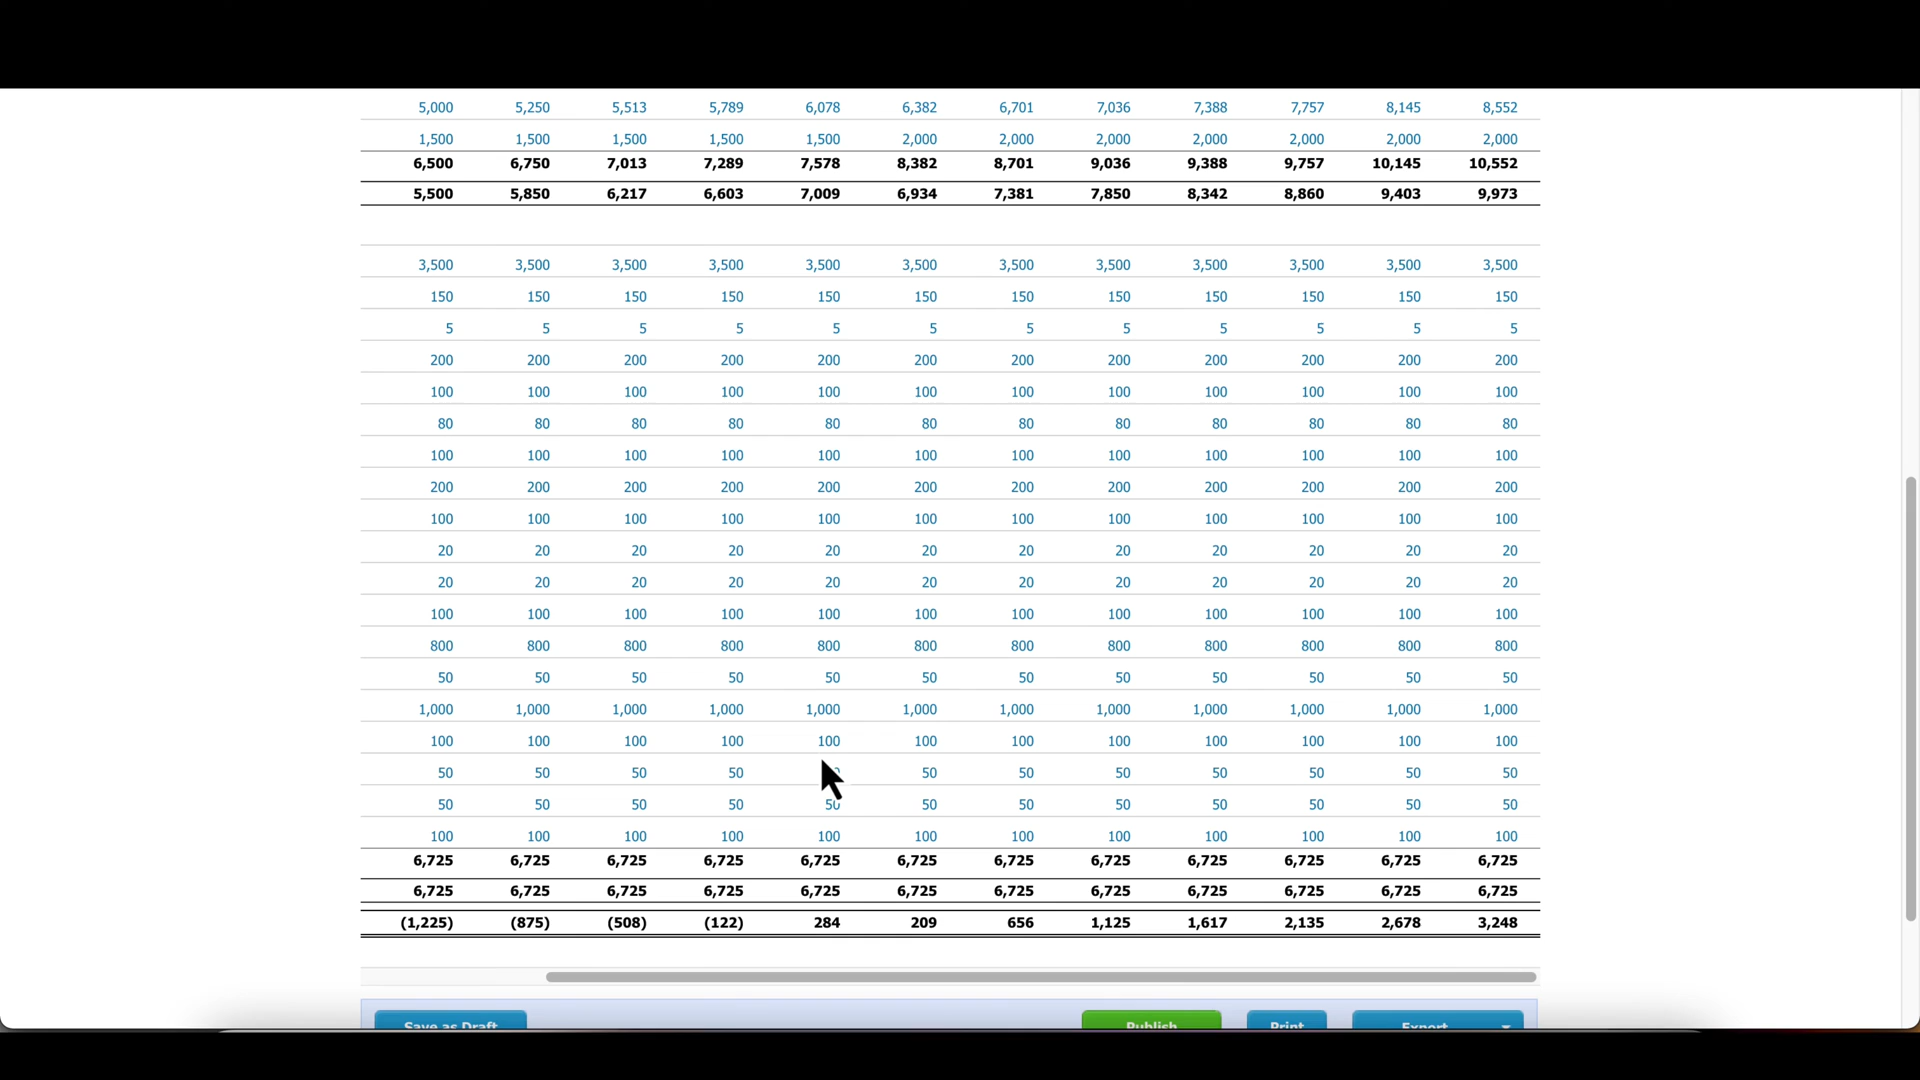 5,000 5,250 5,513 5,789 6,078 6,382 6,701 7,036 7,388 7,757 8,145 8,552
1,500 1,500 1,500 1,500 1,500 2,000 2,000 2,000 2,000 2,000 2,000 2,000
6,500 6,750 7,013 7,289 7,578 8,382 8,701 9,036 9,388 9,757 10,145 10,552
5,500 5,850 6,217 6,603 7,009 6,934 7,381 7,850 8,342 8,860 9,403 9,973
3,500 3,500 3,500 3,500 3,500 3,500 3,500 3,500 3,500 3,500 3,500 3,500
150 150 150 150 150 150 150 150 150 150 150 150
5 5 5 5 5 5 5 5 5 5 5 5
200 200 200 200 200 200 200 200 200 200 200 200
100 100 100 100 100 100 100 100 100 100 100 100
80 80 80 80 80 80 80 80 80 80 80 80
100 100 100 100 100 100 100 100 100 100 100 100
200 200 200 200 200 200 200 200 200 200 200 200
100 100 100 100 100 100 100 100 100 100 100 100
20 20 20 20 20 20 20 20 20 20 20 20
20 20 20 20 20 20 20 20 20 20 20 20
100 100 100 100 100 100 100 100 100 100 100 100
800 800 800 800 800 800 800 800 800 800 800 800
50 50 50 50 50 50 50 50 50 50 50 50
1,000 1,000 1,000 1,000 1,000 1,000 1,000 1,000 1,000 1,000 1,000 1,000
100 100 100 100 100 100 100 100 100 100 100 100
50 50 50 50 50 50 50 50 50 50 50
50 50 50 50 50 50 50 50 50 50 50 50
100 100 100 100 100 100 100 100 100 100 100 100
6,725 6,725 6,725 6,725 6,725 6,725 6,725 6,725 6,725 6,725 6,725 6,725
6,725 6,725 6,725 6,725 6,725 6,725 6,725 6,725 6,725 6,725 6,725 6,725
(1,225) (875) (508) (122) 284 209 656 1,125 1,617 2,135 2,678 3,248
Save as Draft Publish Print Export